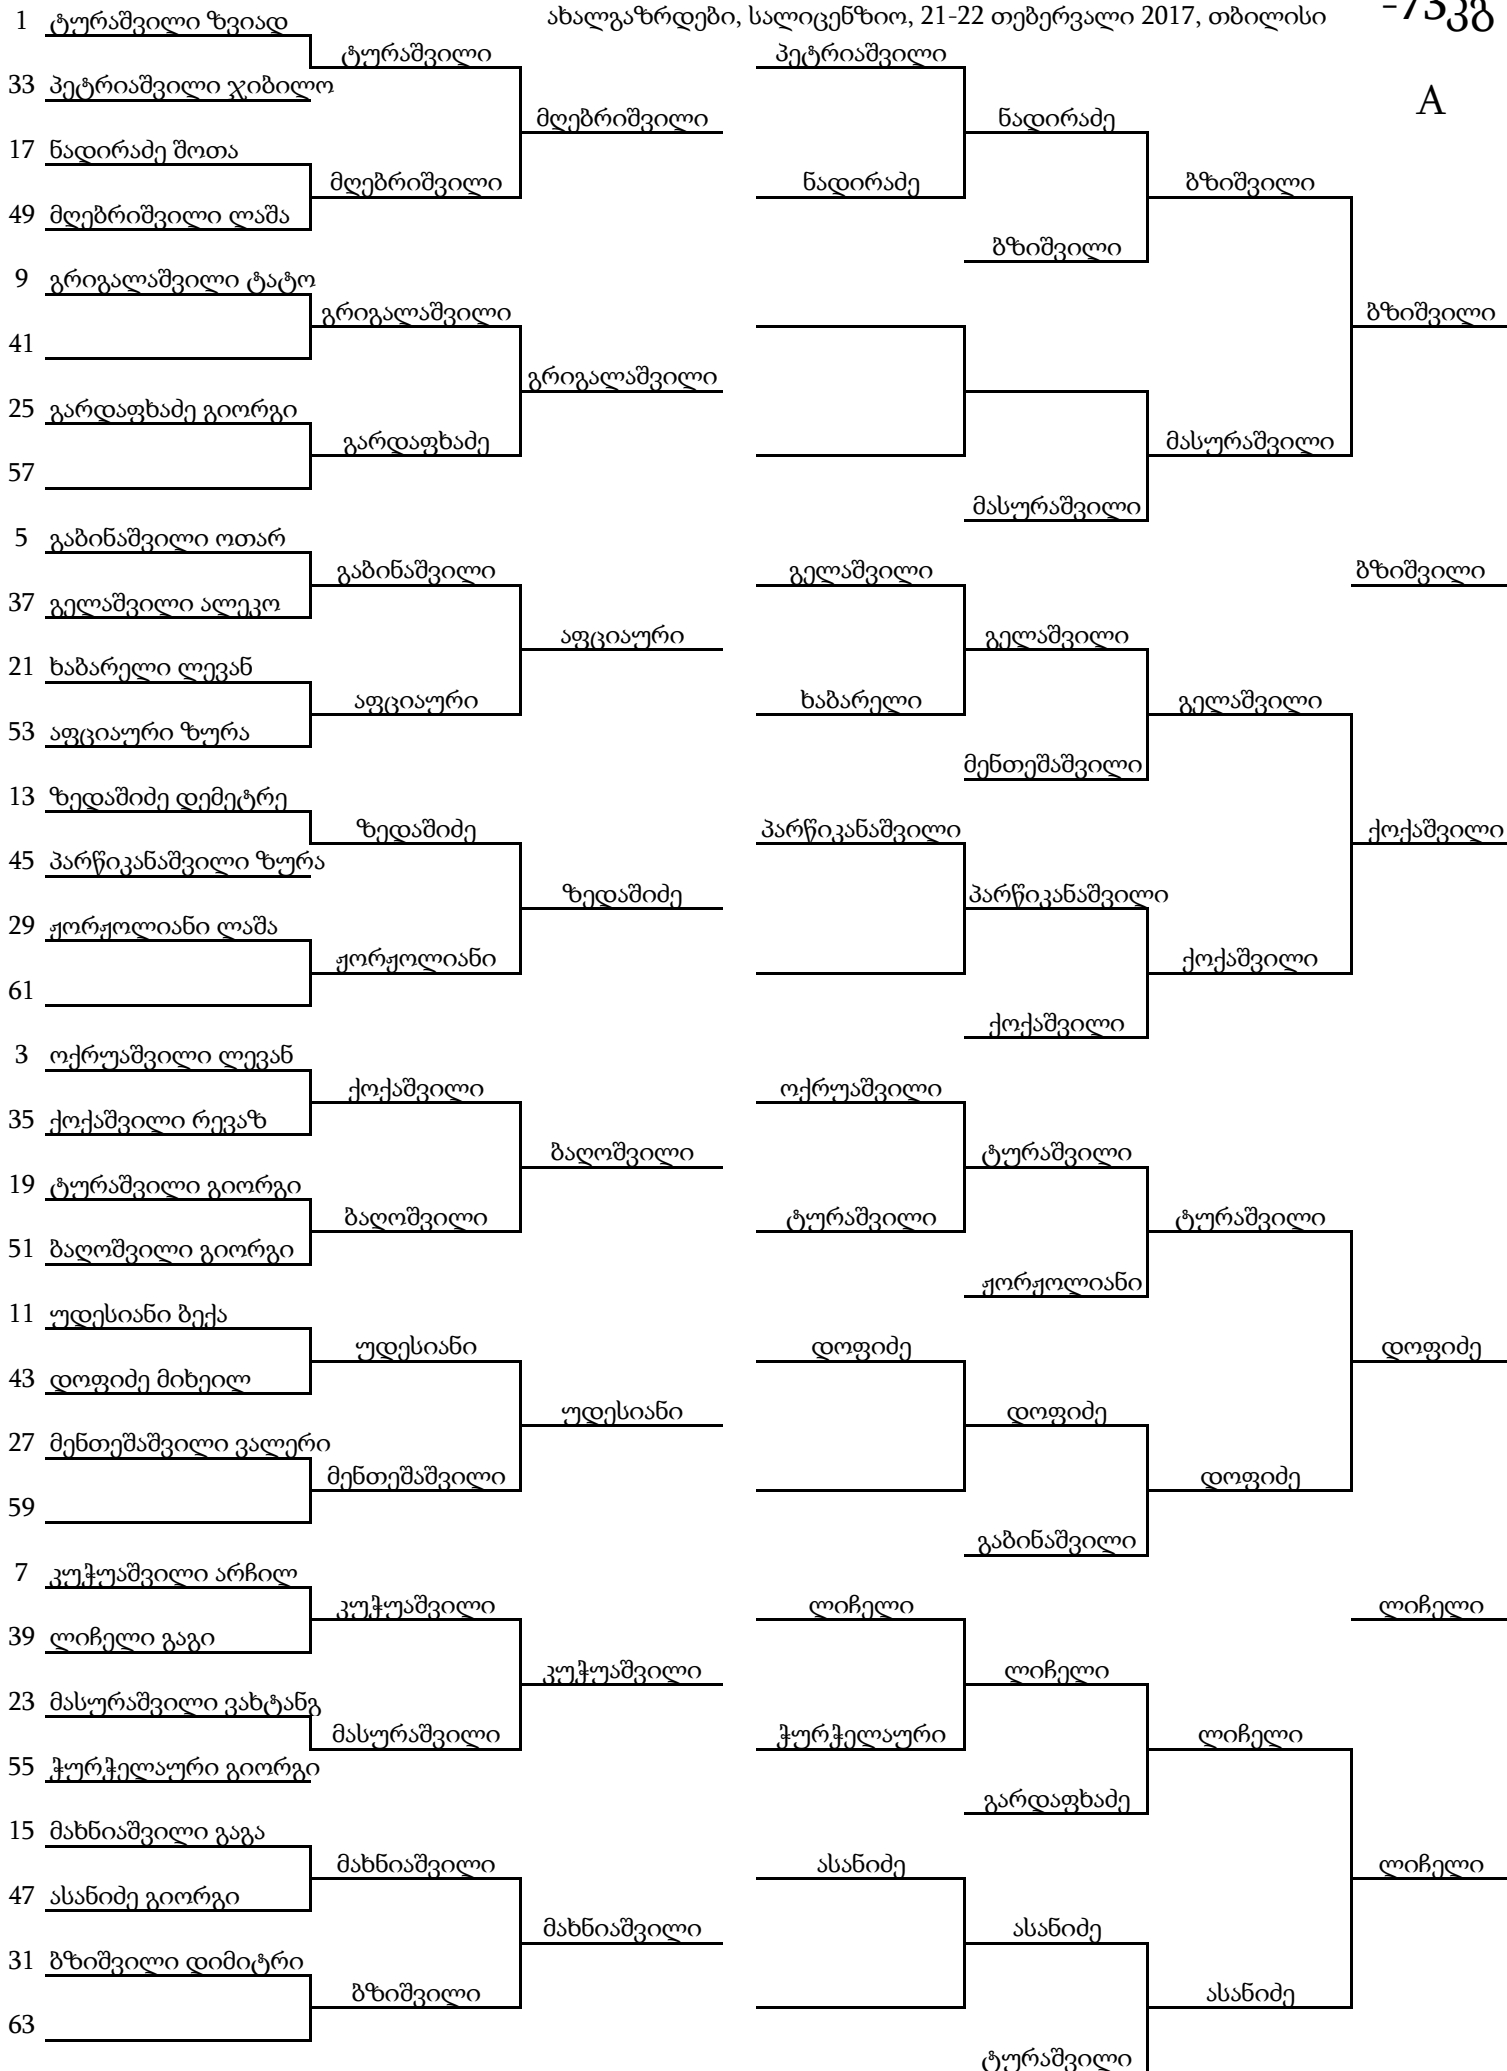 ახალგაზრდები, სალიცენზიო, 21-22 თებერვალი 2017, თბილისი
-73კგ
A
1 ტურაშვილი ზვიად
33 პეტრიაშვილი ჯიბილო
17 ნადირაძე შოთა
49 მღებრიშვილი ლაშა
9 გრიგალაშვილი ტატო
41
25 გარდაფხაძე გიორგი
57
5 გაბინაშვილი ოთარ
37 გელაშვილი ალეკო
21 ხაბარელი ლევან
53 აფციაური ზურა
13 ზედაშიძე დემეტრე
45 პარწიკანაშვილი ზურა
29 ჟორჟოლიანი ლაშა
61
3 ოქრუაშვილი ლევან
35 ქოქაშვილი რევაზ
19 ტურაშვილი გიორგი
51 ბაღოშვილი გიორგი
11 უდესიანი ბექა
43 დოფიძე მიხეილ
27 მენთეშაშვილი ვალერი
59
7 კუჭუაშვილი არჩილ
39 ლიჩელი გაგი
23 მასურაშვილი ვახტანგ
55 ჭურჭელაური გიორგი
15 მახნიაშვილი გაგა
47 ასანიძე გიორგი
31 ბზიშვილი დიმიტრი
63
ტურაშვილი
მღებრიშვილი
გრიგალაშვილი
გარდაფხაძე
გაბინაშვილი
აფციაური
ზედაშიძე
ჟორჟოლიანი
ქოქაშვილი
ბაღოშვილი
უდესიანი
მენთეშაშვილი
კუჭუაშვილი
მასურაშვილი
მახნიაშვილი
ბზიშვილი
მღებრიშვილი
გრიგალაშვილი
აფციაური
ზედაშიძე
ბაღოშვილი
უდესიანი
კუჭუაშვილი
მახნიაშვილი
პეტრიაშვილი
ნადირაძე
გელაშვილი
ხაბარელი
პარწიკანაშვილი
ოქრუაშვილი
ტურაშვილი
დოფიძე
ლიჩელი
ჭურჭელაური
ასანიძე
ნადირაძე
ბზიშვილი
მასურაშვილი
გელაშვილი
მენთეშაშვილი
პარწიკანაშვილი
ქოქაშვილი
ტურაშვილი
ჟორჟოლიანი
დოფიძე
გაბინაშვილი
ლიჩელი
გარდაფხაძე
ასანიძე
ტურაშვილი
ბზიშვილი
მასურაშვილი
გელაშვილი
ქოქაშვილი
ტურაშვილი
დოფიძე
ლიჩელი
ასანიძე
ბზიშვილი
ბზიშვილი
ქოქაშვილი
დოფიძე
ლიჩელი
ლიჩელი